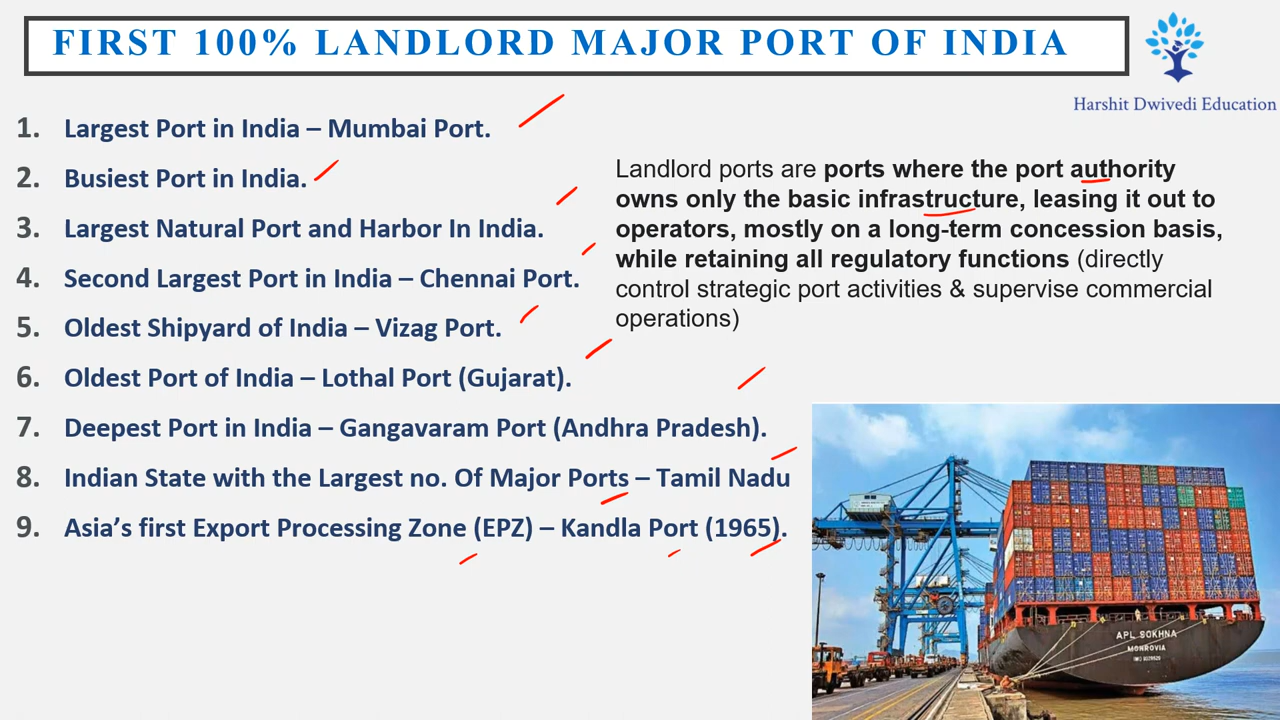 FIRST 100% LANDLORD MAJOR PORT OF INDIA
Harshit Dwivedi Education
1. Largest Port in India – Mumbai Port.
2. Busiest Port in India.
3. Largest Natural Port and Harbor In India.
4. Second Largest Port in India – Chennai Port.
5. Oldest Shipyard of India – Vizag Port.
6. Oldest Port of India – Lothal Port (Gujarat).
7. Deepest Port in India – Gangavaram Port (Andhra Pradesh).
8. Indian State with the Largest no. Of Major Ports – Tamil Nadu
9. Asia's first Export Processing Zone (EPZ) – Kandla Port (1965).
Landlord ports are ports where the port authority
owns only the basic infrastructure, leasing it out to
operators, mostly on a long-term concession basis,
while retaining all regulatory functions (directly
control strategic port activities & supervise commercial
operations)
APL SOKHNA
MONROVIA